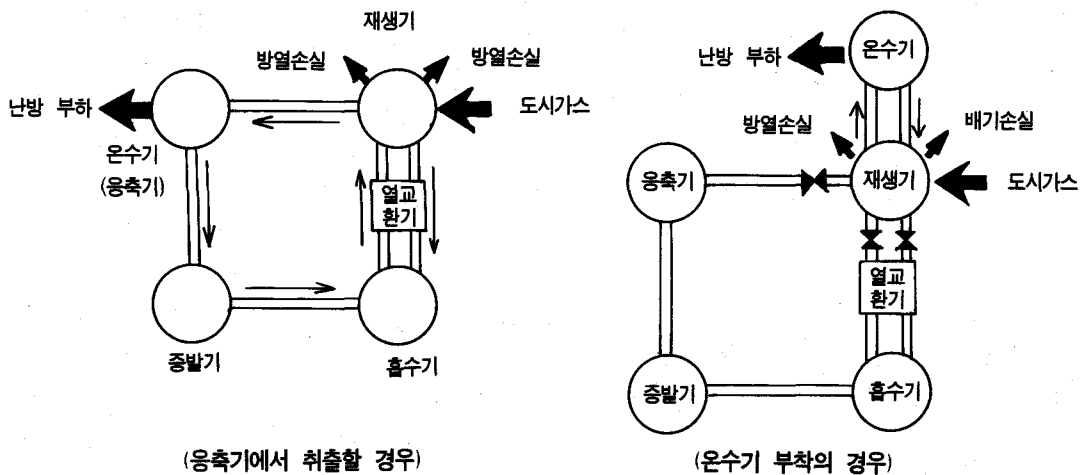 재생기
방열손실
방열손실
난방 부하
도시가스
온수기
(응축기)
열교
환기
증발기
흡수기
(응축기에서 취출할 경우)
온수기
난방 부하
방열손실
배기손실
응축기
재생기
도시가스
열교
환기
증발기
흡수기
(온수기 부착의 경우)